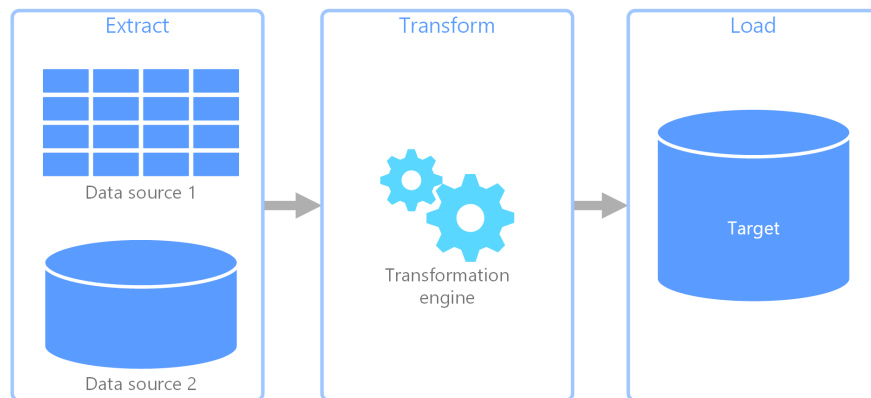 Extract
Data source 1
Data source 2
Transform
Transformation
engine
Load
Target